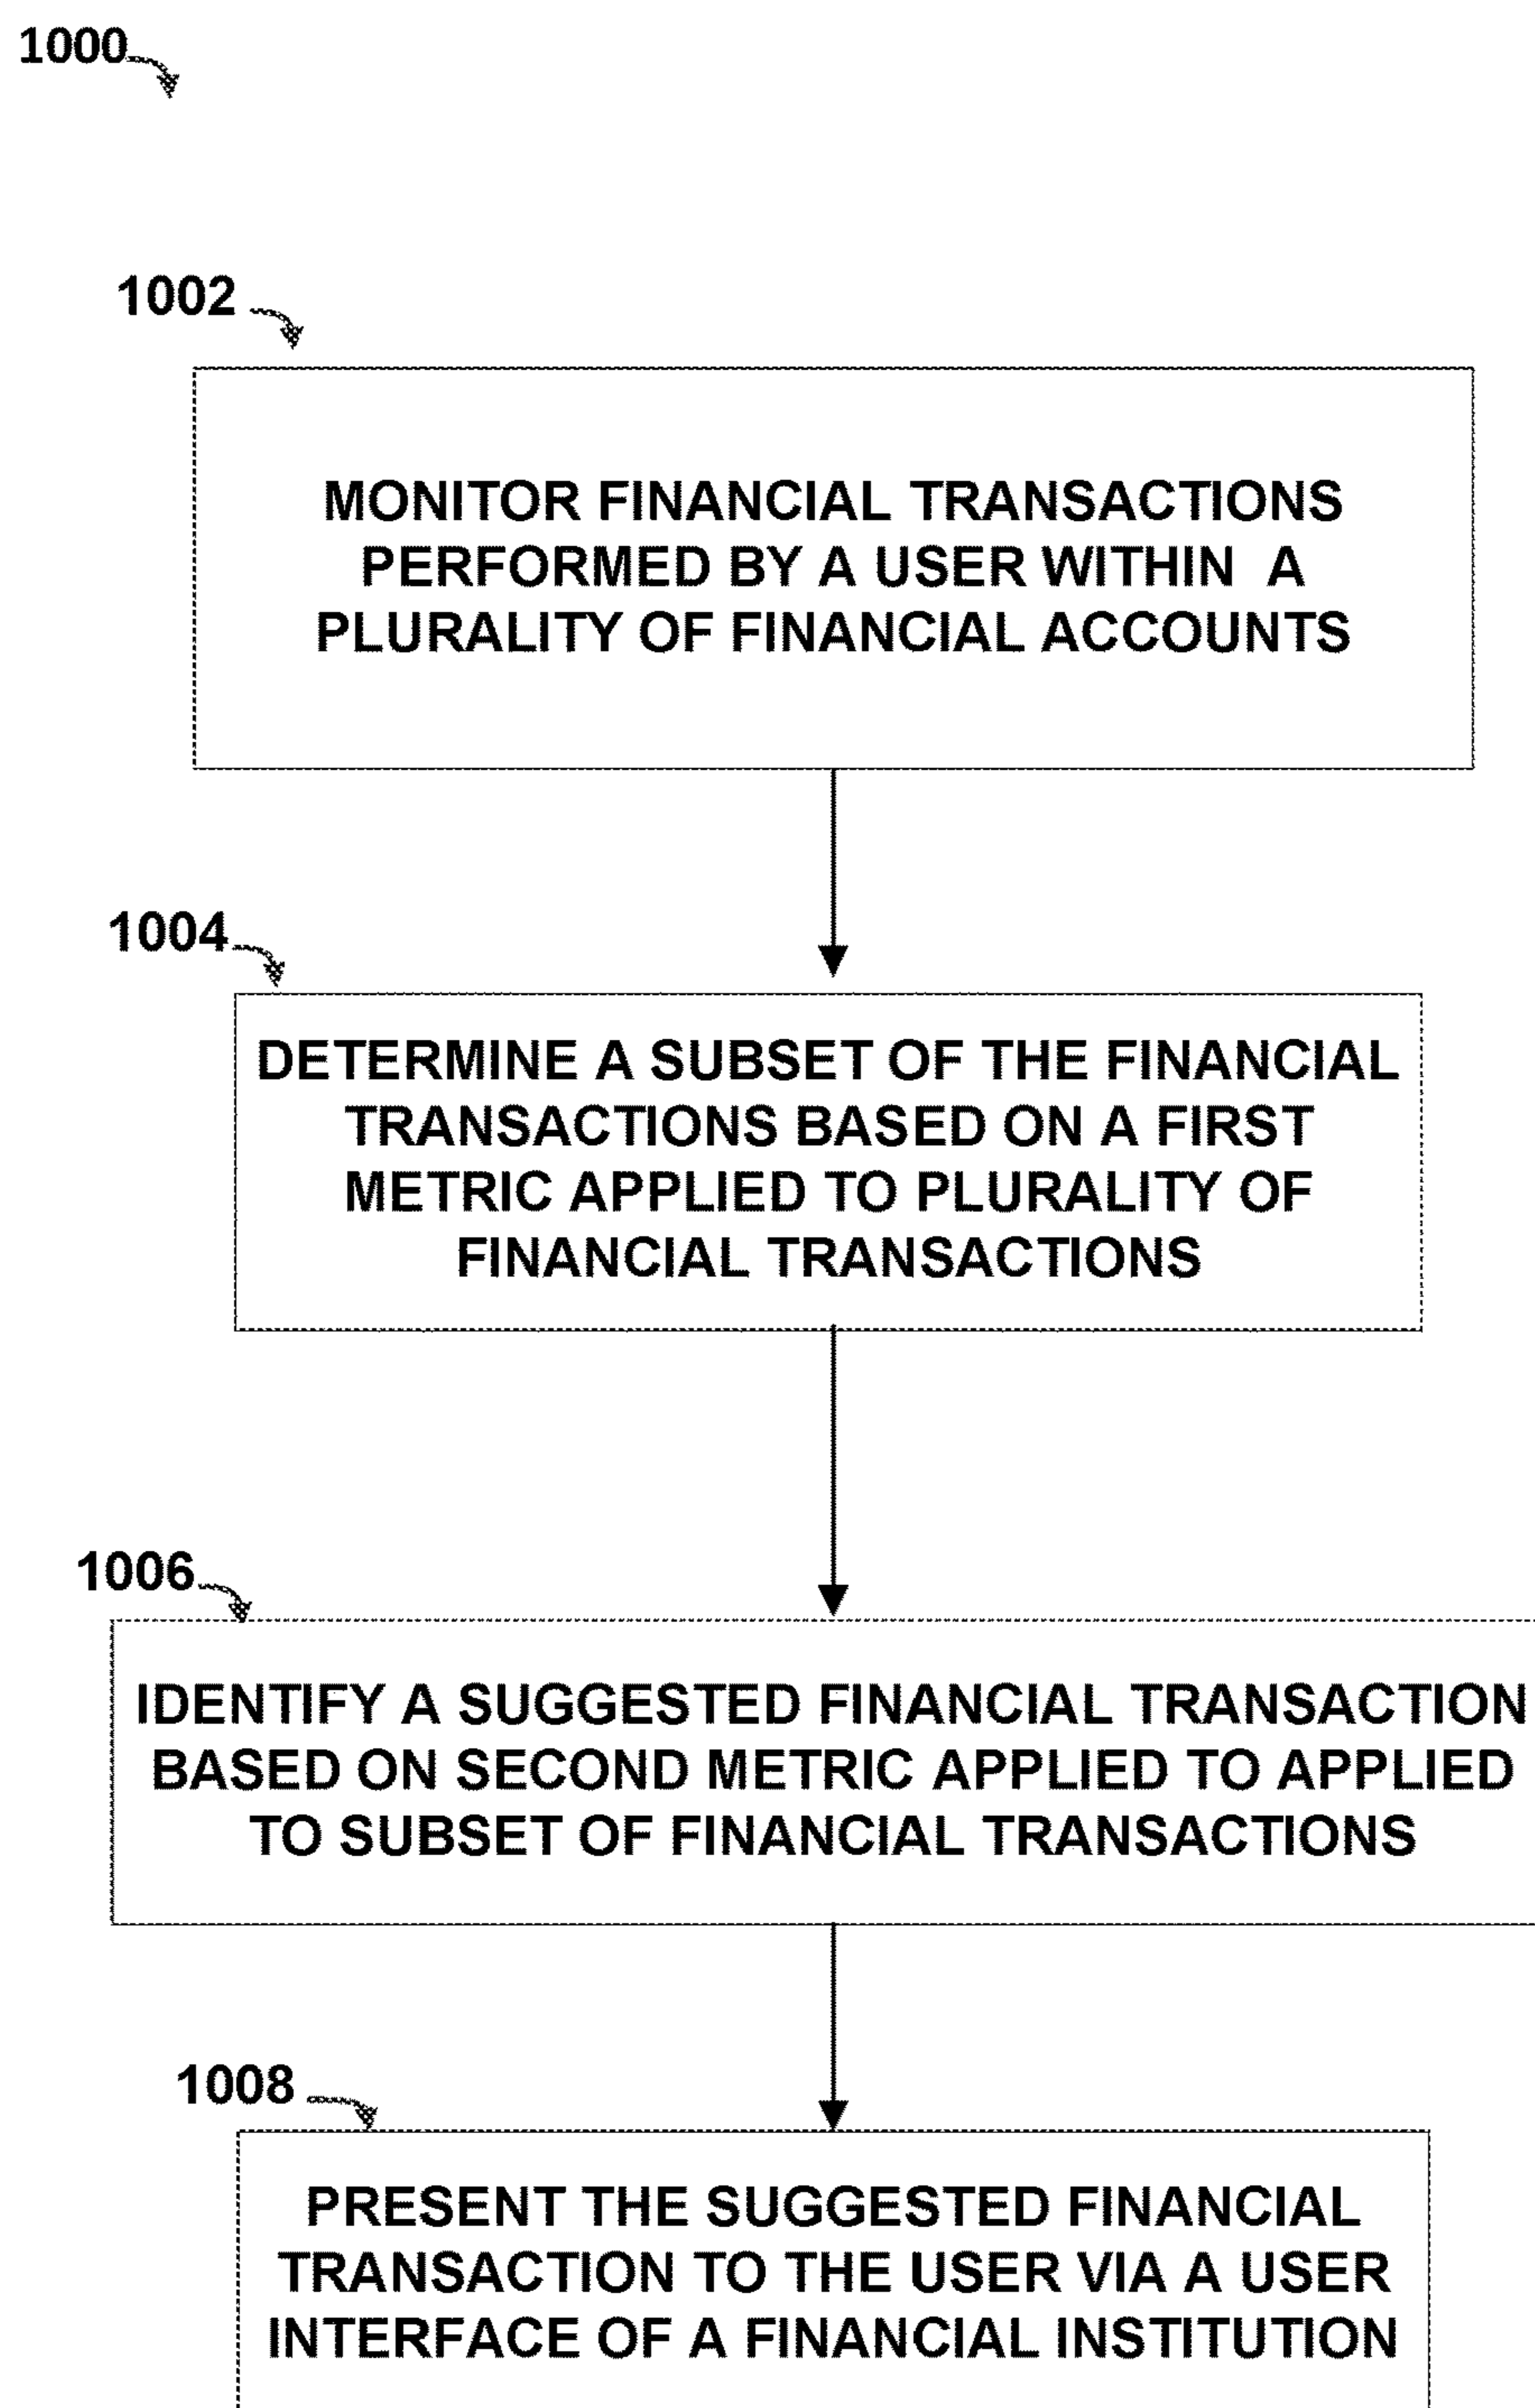 1000
1002
MONITOR FINANCIAL TRANSACTIONS
PERFORMED BY A USER WITHIN A
PLURALITY OF FINANCIAL ACCOUNTS
1004
DETERMINE A SUBSET OF THE FINANCIAL
TRANSACTIONS BASED ON A FIRST
METRIC APPLIED TO PLURALITY OF
FINANCIAL TRANSACTIONS
1006
IDENTIFY A SUGGESTED FINANCIAL TRANSACTION
BASED ON SECOND METRIC APPLIED TO APPLIED
TO SUBSET OF FINANCIAL TRANSACTIONS
1008
PRESENT THE SUGGESTED FINANCIAL
TRANSACTION TO THE USER VIA A USER
INTERFACE OF A FINANCIAL INSTITUTION